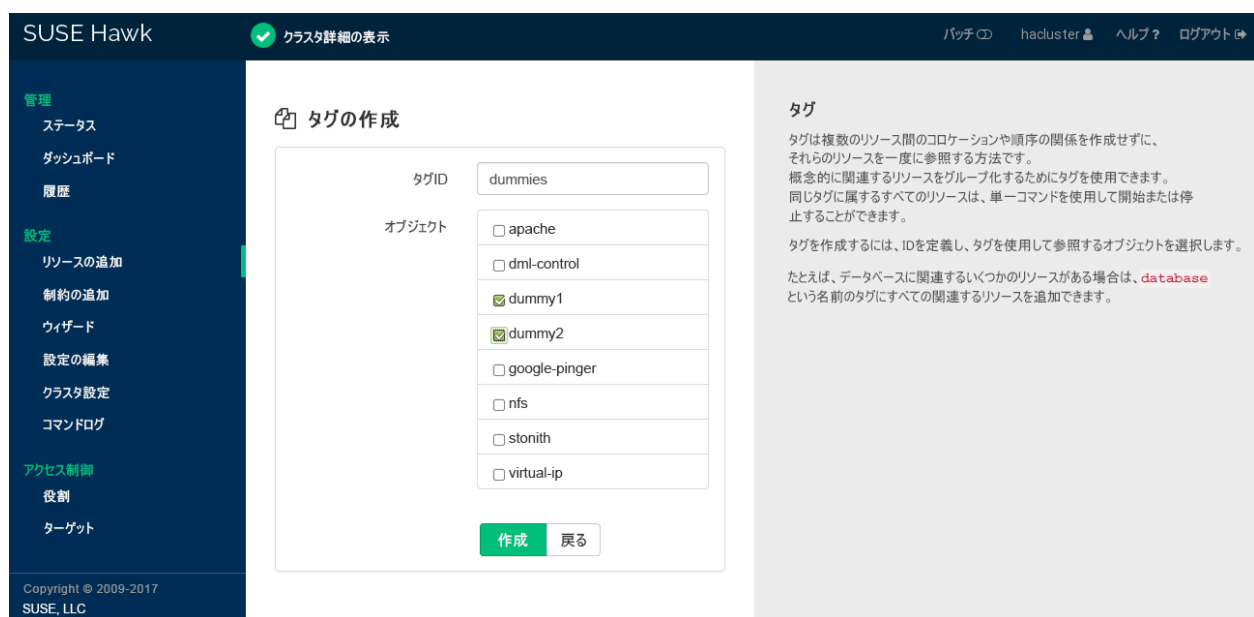 SUSE Hawk
クラスタ詳細の表示
バッチ
hacluster
ヘルプ ?
ログアウト
管理
ステータス
ダッシュボード
履歴
設定
リソースの追加
制約の追加
ウィザード
設定の編集
クラスタ設定
コマンドログ
アクセス制御
役割
ターゲット
Copyright © 2009-2017
SUSE, LLC
タグの作成
タグID
dummies
オブジェクト
apache
dml-control
dummy1
dummy2
google-pinger
nfs
stonith
virtual-ip
作成
戻る
タグ
タグは複数のリソース間のコロケーションや順序の関係を作成せずに、
それらのリソースを一度に参照する方法です。
概念的に関連するリソースをグループ化するためにタグを使用できます。
同じタグに属するすべてのリソースは、単一コマンドを使用して開始または停
止することができます。
タグを作成するには、IDを定義し、タグを使用して参照するオブジェクトを選択します。
たとえば、データベースに関連するいくつかのリソースがある場合は、database
という名前のタグにすべての関連するリソースを追加できます。